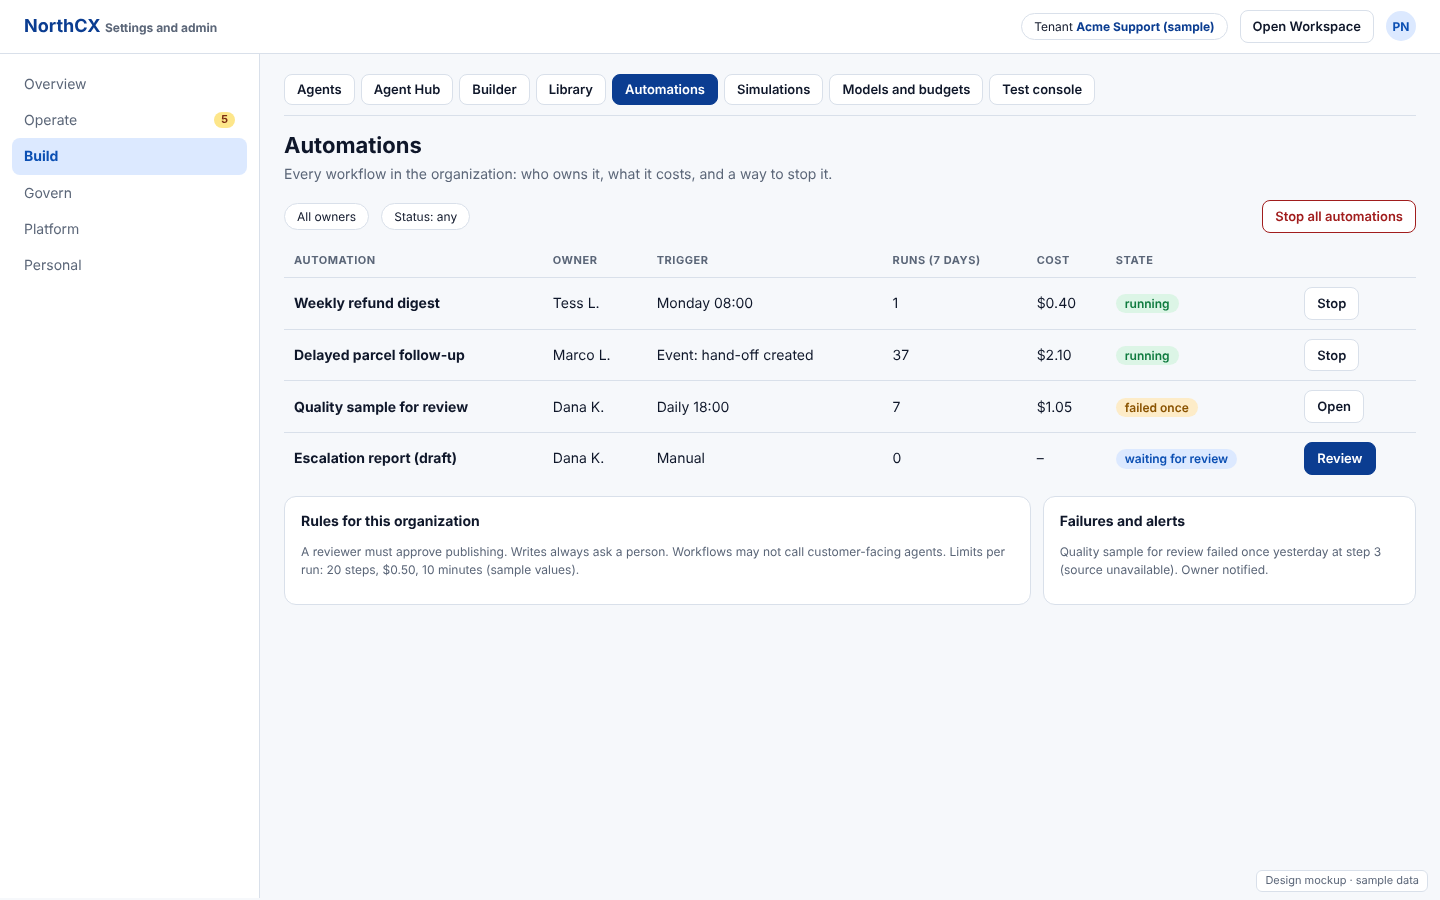 NorthCX Settings and admin
Tenant Acme Support (sample)
Open Workspace
PN
Overview
Operate 5
Build
Govern
Platform
Personal
Agents
Agent Hub
Builder
Library
Automations
Simulations
Models and budgets
Test console
Automations
Every workflow in the organization: who owns it, what it costs, and a way to stop it.
All owners
Status: any
Stop all automations
AUTOMATION OWNER TRIGGER RUNS (7 DAYS) COST STATE
Weekly refund digest Tess L. Monday 08:00 1 $0.40 running Stop
Delayed parcel follow-up Marco L. Event: hand-off created 37 $2.10 running Stop
Quality sample for review Dana K. Daily 18:00 7 $1.05 failed once Open
Escalation report (draft) Dana K. Manual 0 – waiting for review Review
Rules for this organization
A reviewer must approve publishing. Writes always ask a person. Workflows may not call customer-facing agents. Limits per
run: 20 steps, $0.50, 10 minutes (sample values).
Failures and alerts
Quality sample for review failed once yesterday at step 3
(source unavailable). Owner notified.
Design mockup · sample data